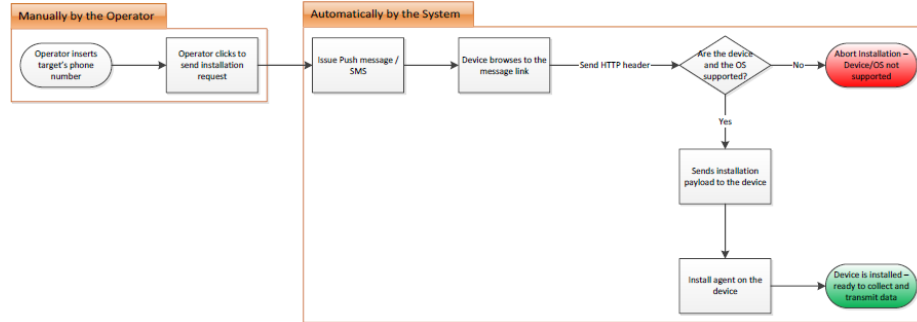 Manually by the Operator
Automatically by the System
Operator inserts
target's phone
number
Operator clicks to
send installation
request
Issue Push message /
SMS
Device browses to the
message link
Send HTTP header
Are the device
and the OS
supported?
No
Abort Installation –
Device/OS not
supported
Yes
Sends installation
payload to the device
Install agent on the
device
Device is installed –
ready to collect and
transmit data